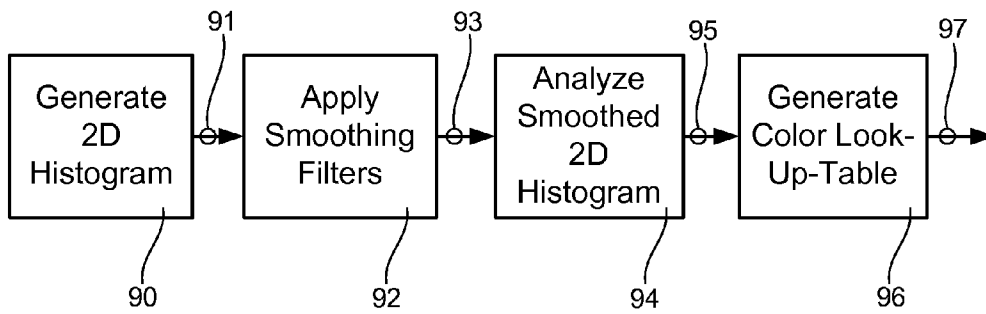 91
93
95
97
Generate
2D
Histogram
Apply
Smoothing
Filters
Analyze
Smoothed
2D
Histogram
Generate
Color Look-
Up-Table
90
92
94
96